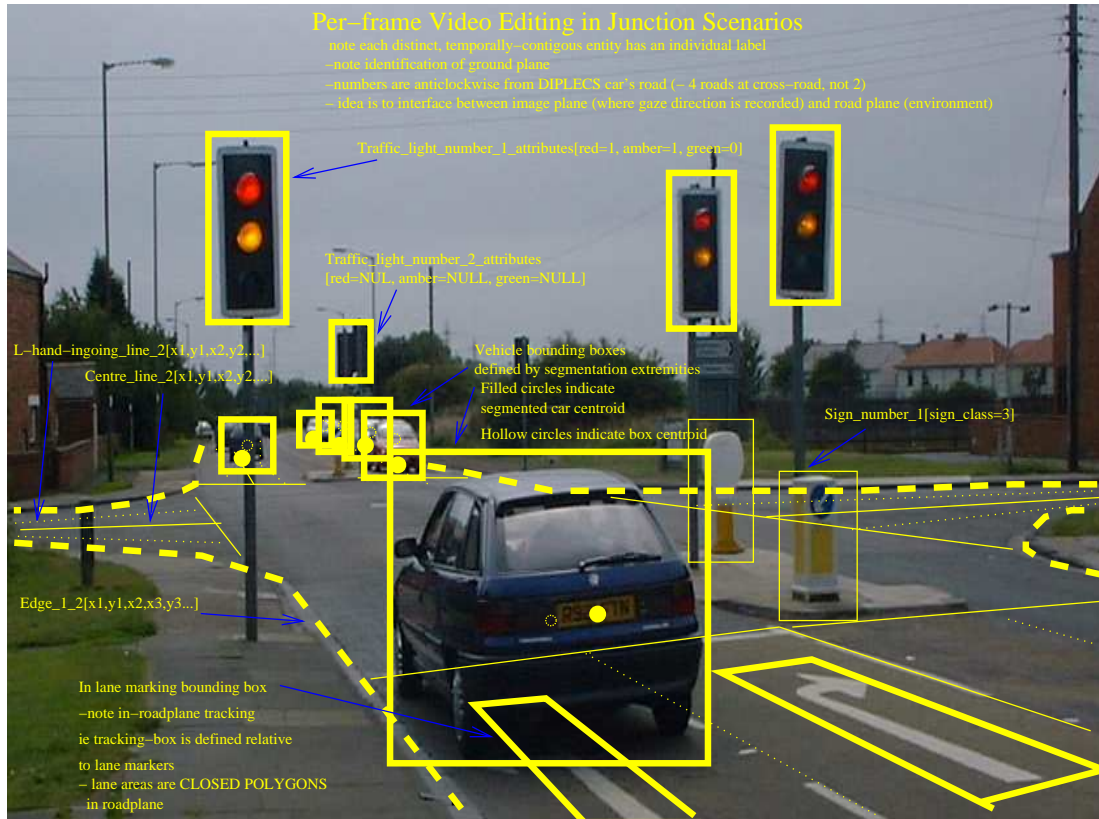 Per-frame Video Editing in Junction Scenarios
note each distinct, temporally-contigous entity has an individual label
-note identification of ground plane
-numbers are anticlockwise from DIPLECS car's road (- 4 roads at cross-road, not 2)
- idea is to interface between image plane (where gaze direction is recorded) and road plane (environment)
Traffic_light_number_1_attributes[red=1, amber=1, green=0]
Traffic_light_number_2_attributes
[red=NUL, amber=NULL, green=NULL]
L-hand-ingoing_line_2[x1,y1,x2,y2,...]
Centre_line_2[x1,y1,x2,y2,...]
Vehicle bounding boxes
defined by segmentation extremities
Filled circles indicate
segmented car centroid
Hollow circles indicate box centroid
Sign_number_1[sign_class=3]
Edge_1_2[x1,y1,x2,x3,y3...]
In lane marking bounding box
-note in-roadplane tracking
ie tracking-box is defined relative
to lane markers
- lane areas are CLOSED POLYGONS
in roadplane